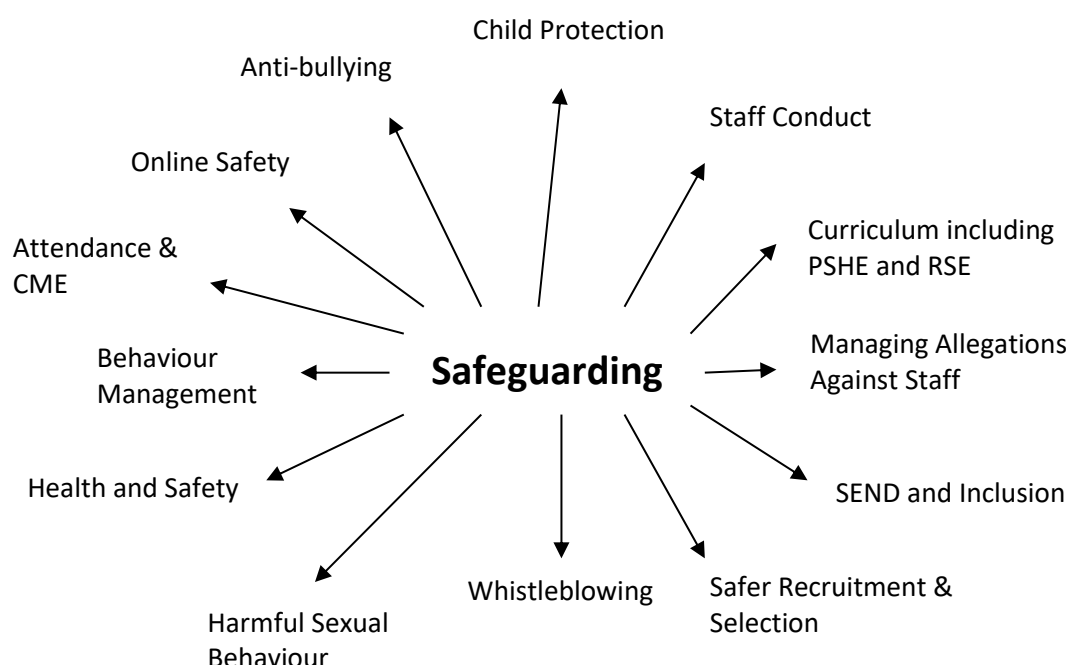 Child Protection
Anti-bullying
Staff Conduct
Online Safety
Curriculum including
PSHE and RSE
Attendance &
CME
Managing Allegations
Against Staff
Behaviour
Management
Safeguarding
Health and Safety
SEND and Inclusion
Whistleblowing
Safer Recruitment &
Selection
Harmful Sexual
Behaviour